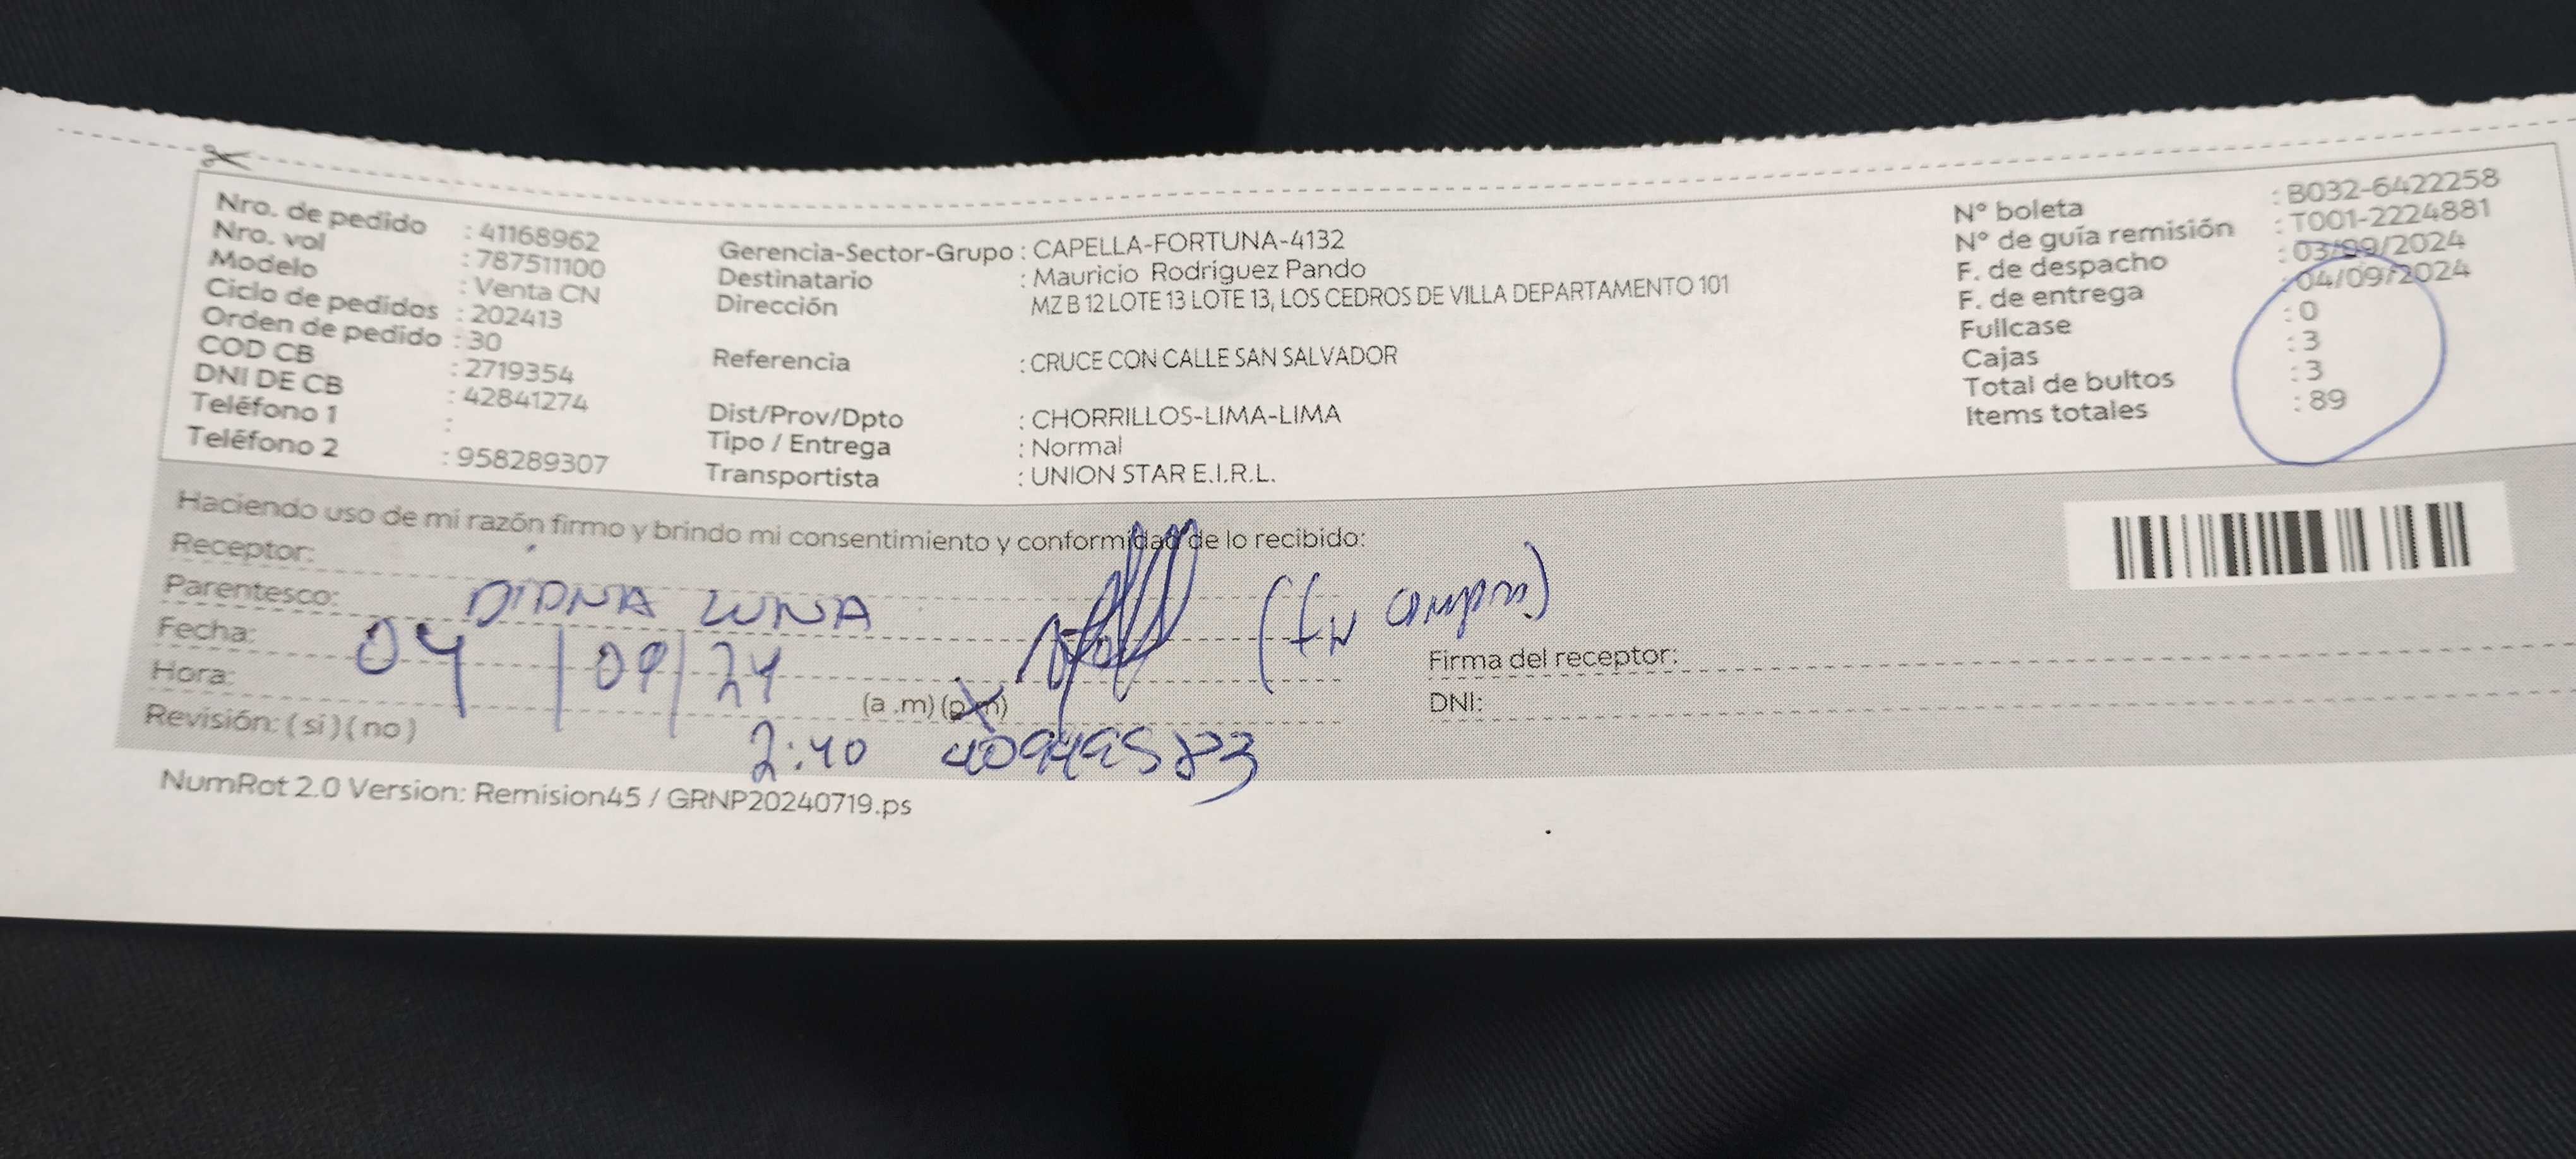 Nro. de pedido : 41168962
Nro. vol : 787511100
Modelo : Venta CN
Ciclo de pedidos : 202413
Orden de pedido : 30
COD CB : 2719354
DNI DE CB : 42841274
Teléfono 1 :
Teléfono 2 : 958289307
Gerencia-Sector-Grupo : CAPELLA-FORTUNA-4132
Destinatario : Mauricio Rodríguez Pando
Dirección MZ B 12 LOTE 13 LOTE 13, LOS CEDROS DE VILLA DEPARTAMENTO 101
Referencia : CRUCE CON CALLE SAN SALVADOR
Dist/Prov/Dpto : CHORRILLOS-LIMA-LIMA
Tipo / Entrega : Normal
Transportista : UNION STAR E.I.R.L.
N° boleta : B032-6422258
N° de guía remisión : T001-2224881
F. de despacho : 03/09/2024
F. de entrega : 04/09/2024
Fullcase : 0
Cajas : 3
Total de bultos : 3
Items totales : 89
Haciendo uso de mi razón firmo y brindo mi consentimiento y conformidad de lo recibido:
Receptor:
Parentesco: DIANA LUNA
Fecha: 04/09/24
Hora: (a .m) (p.m)
Revisión: ( si ) ( no ) 2:40 40949583
Firma del receptor:
DNI:
NumRot 2.0 Version: Remision45 / GRNP20240719.ps